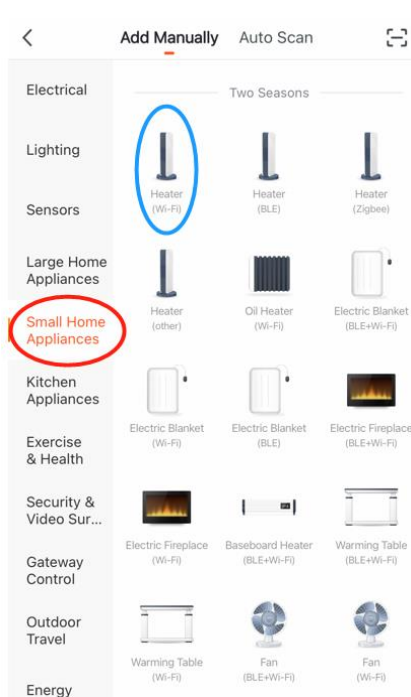 Add Manually Auto Scan
Electrical
Lighting
Sensors
Large Home
Appliances
Small Home
Appliances
Kitchen
Appliances
Exercise
& Health
Security &
Video Sur...
Gateway
Control
Outdoor
Travel
Energy
Two Seasons
Heater
(Wi-Fi)
Heater
(BLE)
Heater
(Zigbee)
Heater
(other)
Oil Heater
(Wi-Fi)
Electric Blanket
(BLE+Wi-Fi)
Electric Blanket
(Wi-Fi)
Electric Blanket
(BLE)
Electric Fireplace
(BLE+Wi-Fi)
Electric Fireplace
(Wi-Fi)
Baseboard Heater
(BLE+Wi-Fi)
Warming Table
(BLE+Wi-Fi)
Warming Table
(Wi-Fi)
Fan
(BLE+Wi-Fi)
Fan
(Wi-Fi)